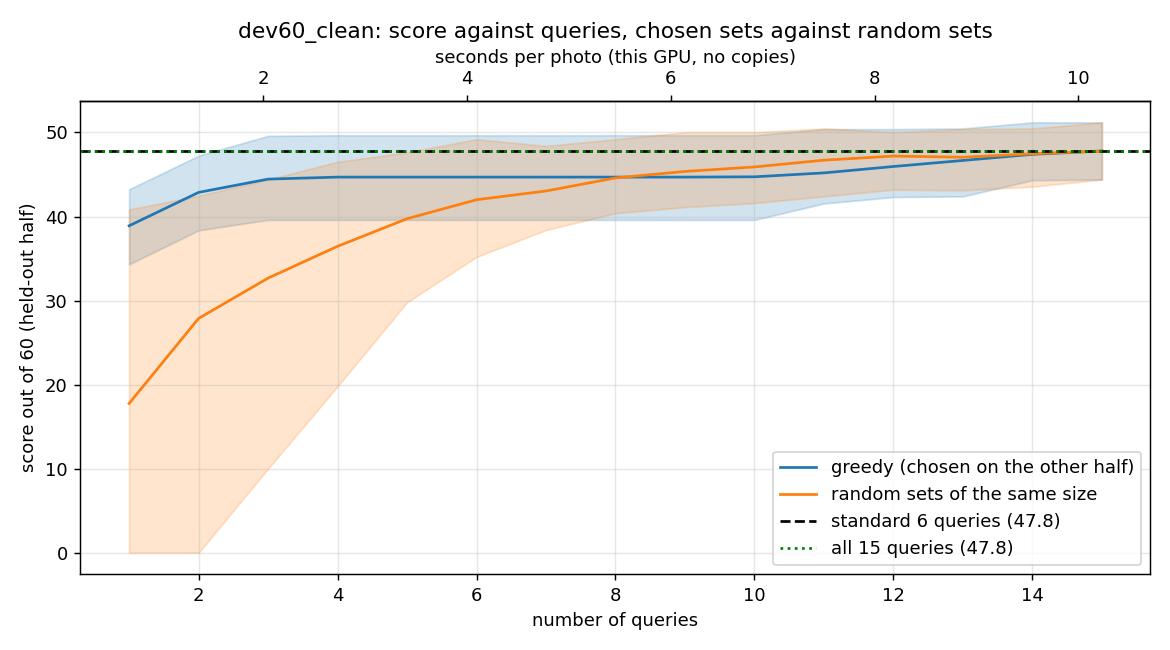 dev60_clean: score against queries, chosen sets against random sets
seconds per photo (this GPU, no copies)
2 4 6 8 10
50
40
30
20
10
0
score out of 60 (held-out half)
greedy (chosen on the other half)
random sets of the same size
standard 6 queries (47.8)
all 15 queries (47.8)
2 4 6 8 10 12 14
number of queries